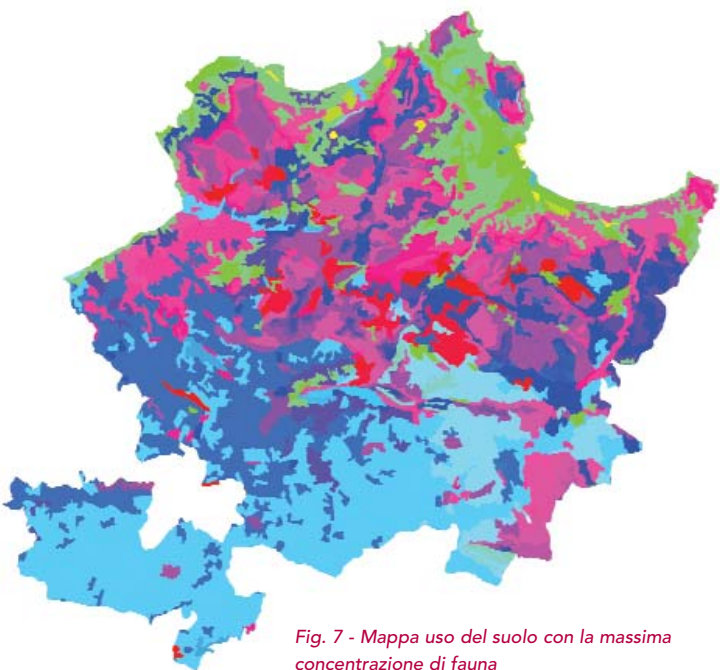 Fig. 7 - Mappa uso del suolo con la massima
concentrazione di fauna